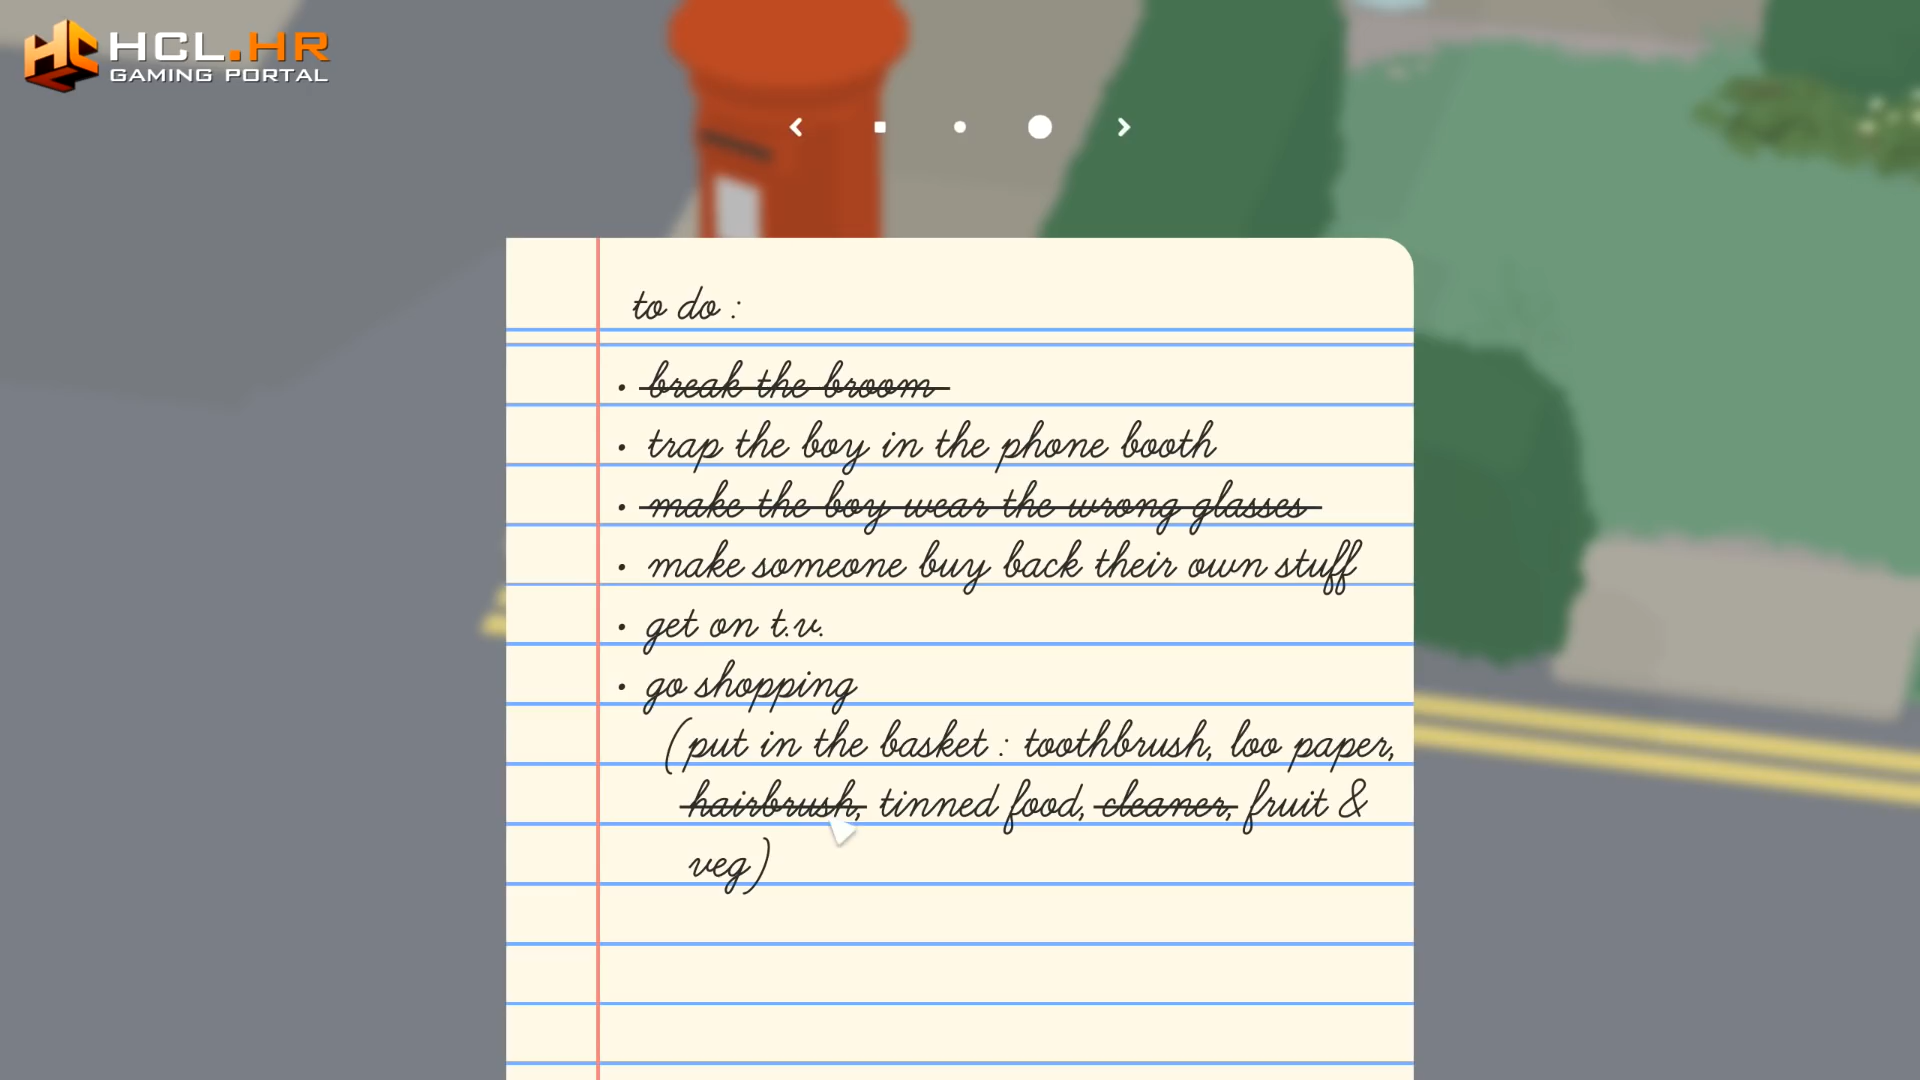 HCL.HR
GAMING PORTAL
to do :
• break the broom
• trap the boy in the phone booth
• make the boy wear the wrong glasses
• make someone buy back their own stuff
• get on t.v.
• go shopping
(put in the basket : toothbrush, loo paper,
hairbrush, tinned food, cleaner, fruit &
veg)